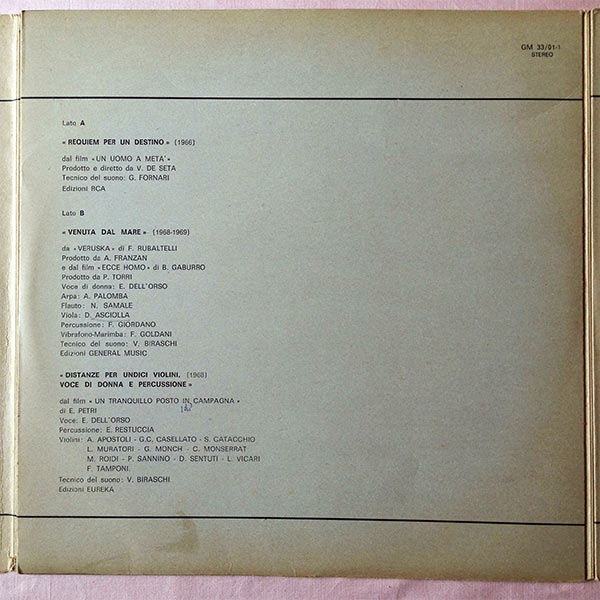 GM 33/01-1
STEREO
Lato A
« REQUIEM PER UN DESTINO » (1966)
dal film « UN UOMO A META' »
Prodotto e diretto da V. DE SETA
Tecnico del suono: G. FORNARI
Edizioni RCA
Lato B
« VENUTA DAL MARE » (1968-1969)
da « VERUSKA » di F. RUBALTELLI
Prodotto da A. FRANZAN
e dal film « ECCE HOMO » di B. GABURRO
Prodotto da P. TORRI
Voce di donna: E. DELL'ORSO
Arpa: A. PALOMBA
Flauto: N. SAMALE
Viola: D. ASCIOLLA
Percussione: F. GIORDANO
Vibrafono-Marimba: F. GOLDANI
Tecnico del suono: V. BIRASCHI
Edizioni GENERAL MUSIC
« DISTANZE PER UNDICI VIOLINI, (1968)
VOCE DI DONNA E PERCUSSIONE »
dal film « UN TRANQUILLO POSTO IN CAMPAGNA »
di E. PETRI
Voce: E. DELL'ORSO
Percussione: E. RESTUCCIA
Violini: A. APOSTOLI - G.C. CASELLATO - S. CATACCHIO
L. MURATORI - G. MONCH - C. MONSERRAT
M. ROIDI - P. SANNINO - D. SENTUTI - L. VICARI
F. TAMPONI.
Tecnico del suono: V. BIRASCHI
Edizioni EUREKA